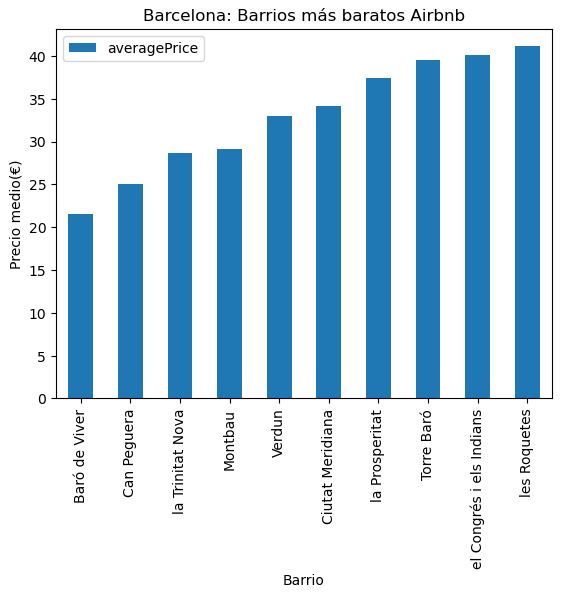 Barcelona: Barrios más baratos Airbnb
averagePrice
Precio medio(€)
40
35
30
25
20
15
10
5
0
Baró de Viver
Can Peguera
la Trinitat Nova
Montbau
Verdun
Ciutat Meridiana
la Prosperitat
Torre Baró
el Congrés i els Indians
les Roquetes
Barrio